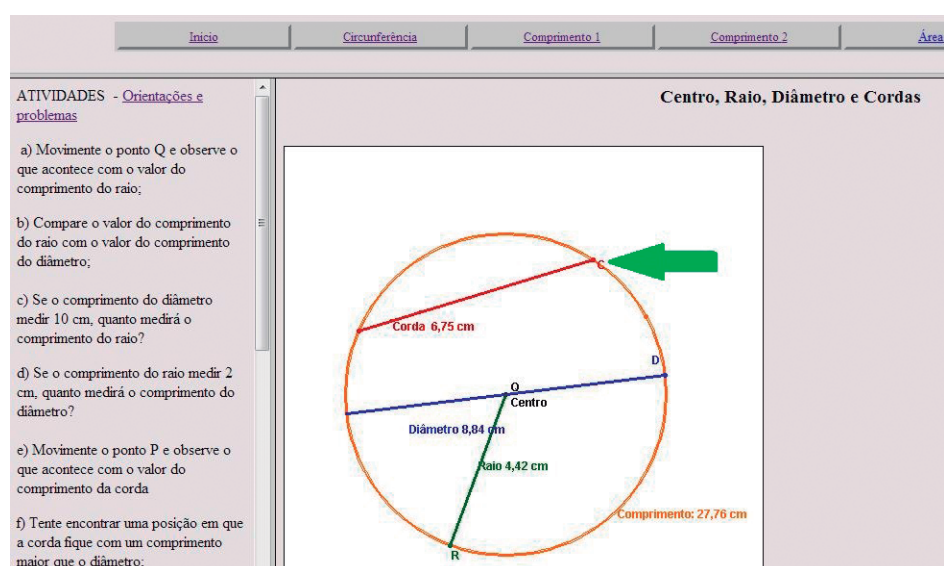 Inicio
Circunferência
Comprimento 1
Comprimento 2
Área
ATIVIDADES - Orientações e
problemas
a) Movimente o ponto Q e observe o
que acontece com o valor do
comprimento do raio;
b) Compare o valor do comprimento
do raio com o valor do comprimento
do diâmetro;
c) Se o comprimento do diâmetro
medir 10 cm, quanto medirá o
comprimento do raio?
d) Se o comprimento do raio medir 2
cm, quanto medirá o comprimento do
diâmetro?
e) Movimente o ponto P e observe o
que acontece com o valor do
comprimento da corda
f) Tente encontrar uma posição em que
a corda fique com um comprimento
maior que o diâmetro;
Centro, Raio, Diâmetro e Cordas
C
Corda 6,75 cm
D
O
Centro
Diâmetro 8,84 cm
Raio 4,42 cm
Comprimento: 27,76 cm
R